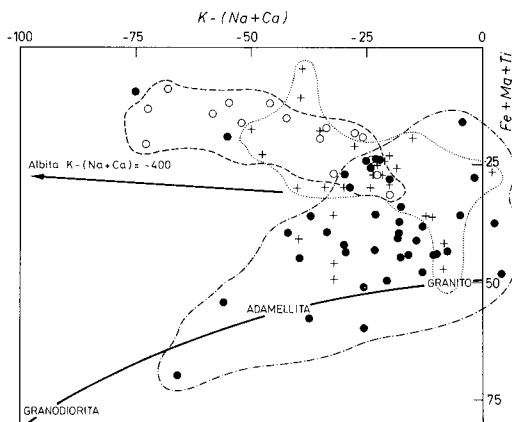 K-(Na+Ca)
-100
-75
-50
-25
0
Fe+Ma+Ti
25
Albita K-(Na+Ca)= -400
50
GRANITO
ADAMELLITA
75
GRANODIORITA